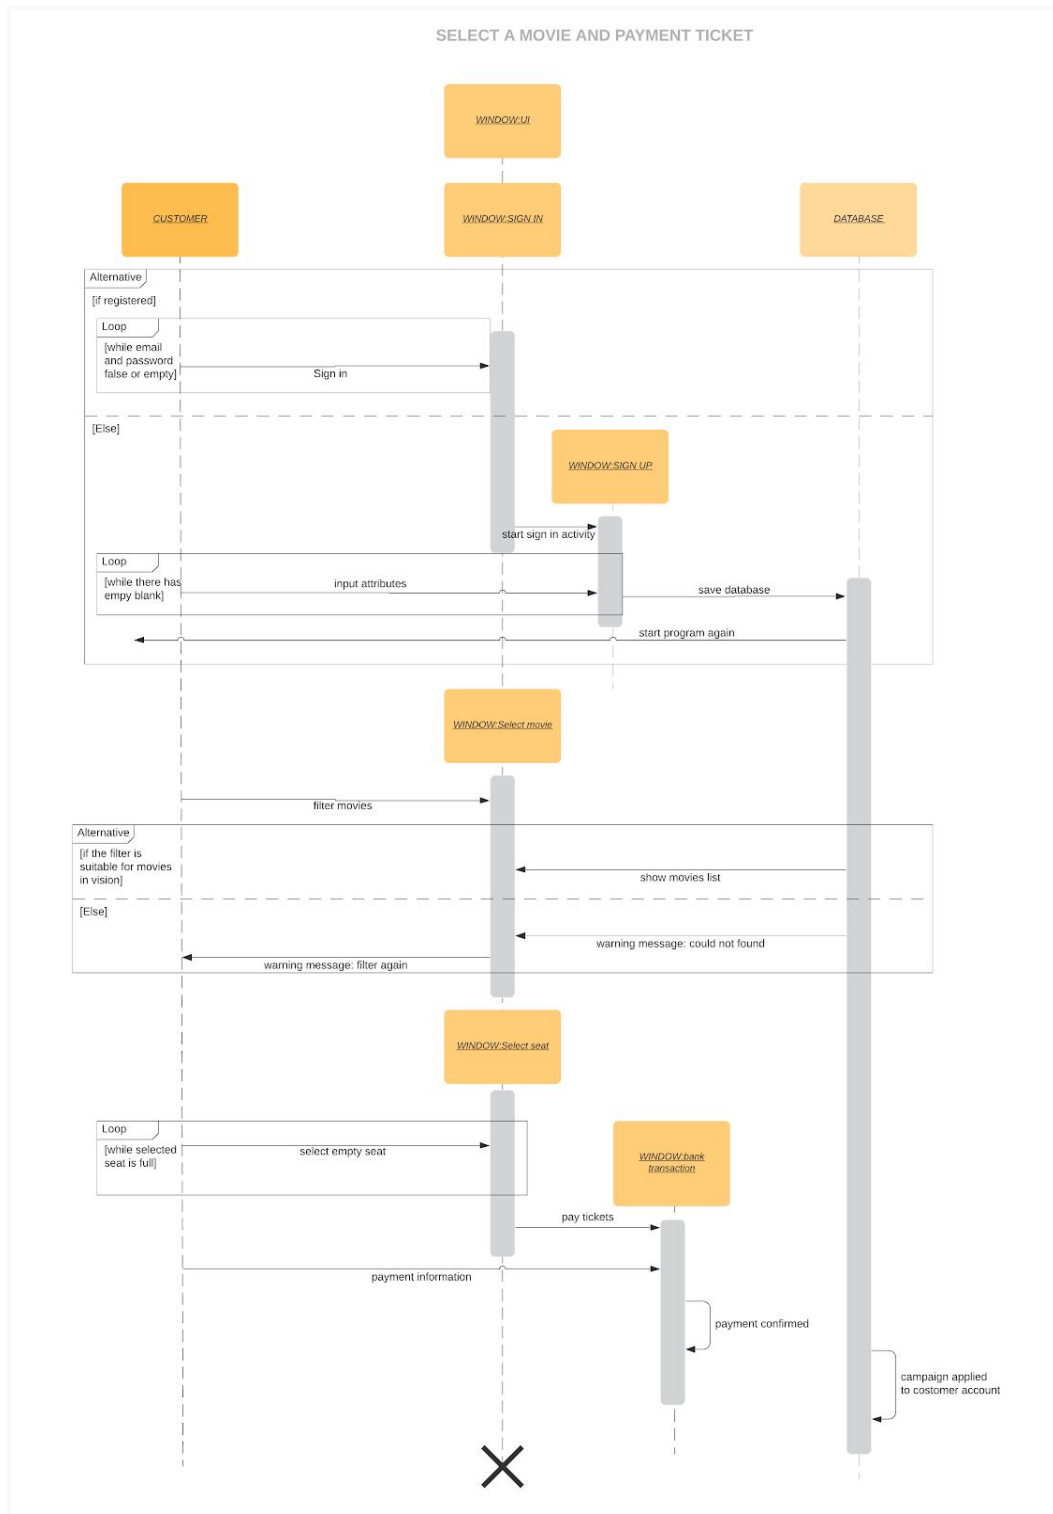 SELECT A MOVIE AND PAYMENT TICKET
WINDOW:UI
CUSTOMER
WINDOW:SIGN IN
DATABASE
Alternative
[if registered]
Loop
[while email
and password
false or empty]
Sign in
[Else]
WINDOW:SIGN UP
start sign in activity
Loop
[while there has
empy blank]
input attributes
save database
start program again
WINDOW:Select movie
filter movies
Alternative
[if the filter is
suitable for movies
in vision]
show movies list
[Else]
warning message: could not found
warning message: filter again
WINDOW:Select seat
Loop
[while selected
seat is full]
select empty seat
WINDOW:bank
transaction
pay tickets
payment information
payment confirmed
campaign applied
to costomer account